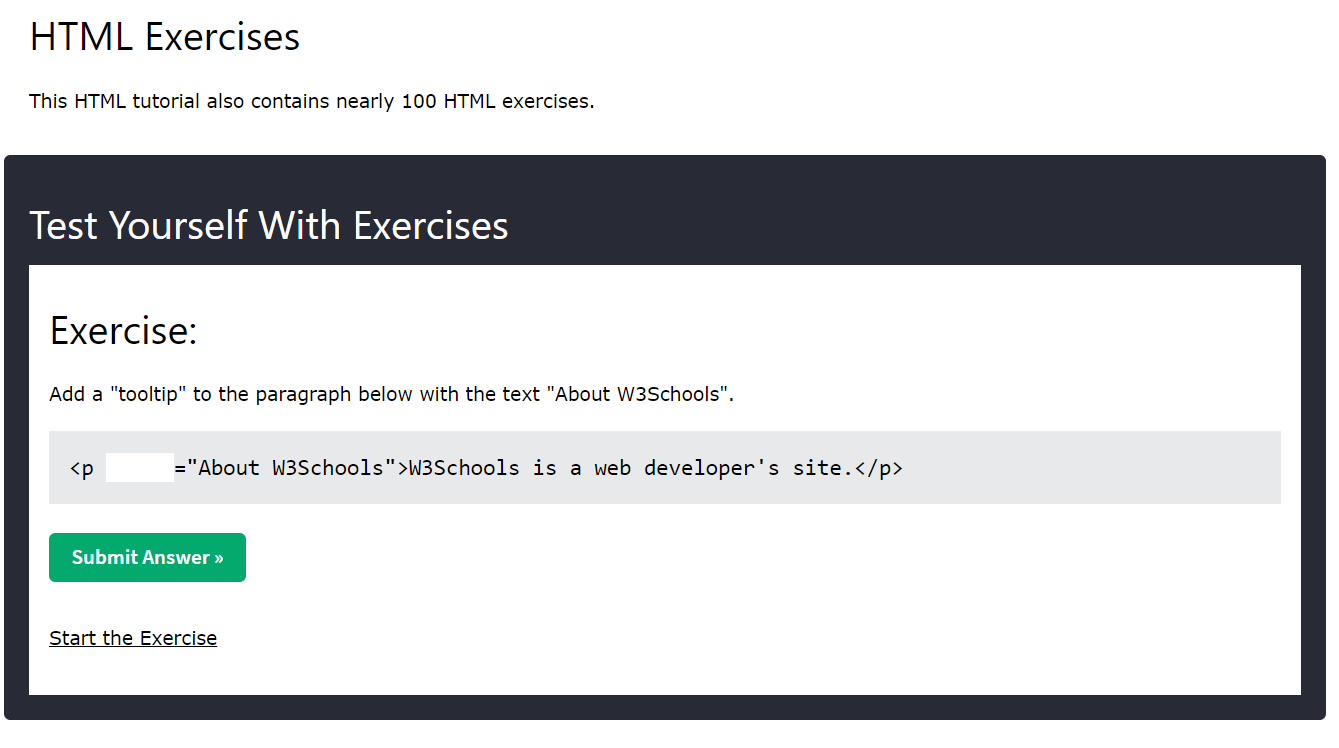 HTML Exercises
This HTML tutorial also contains nearly 100 HTML exercises.
Test Yourself With Exercises
Exercise:
Add a "tooltip" to the paragraph below with the text "About W3Schools".
<p ="About W3Schools">W3Schools is a web developer's site.</p>
Submit Answer »
Start the Exercise